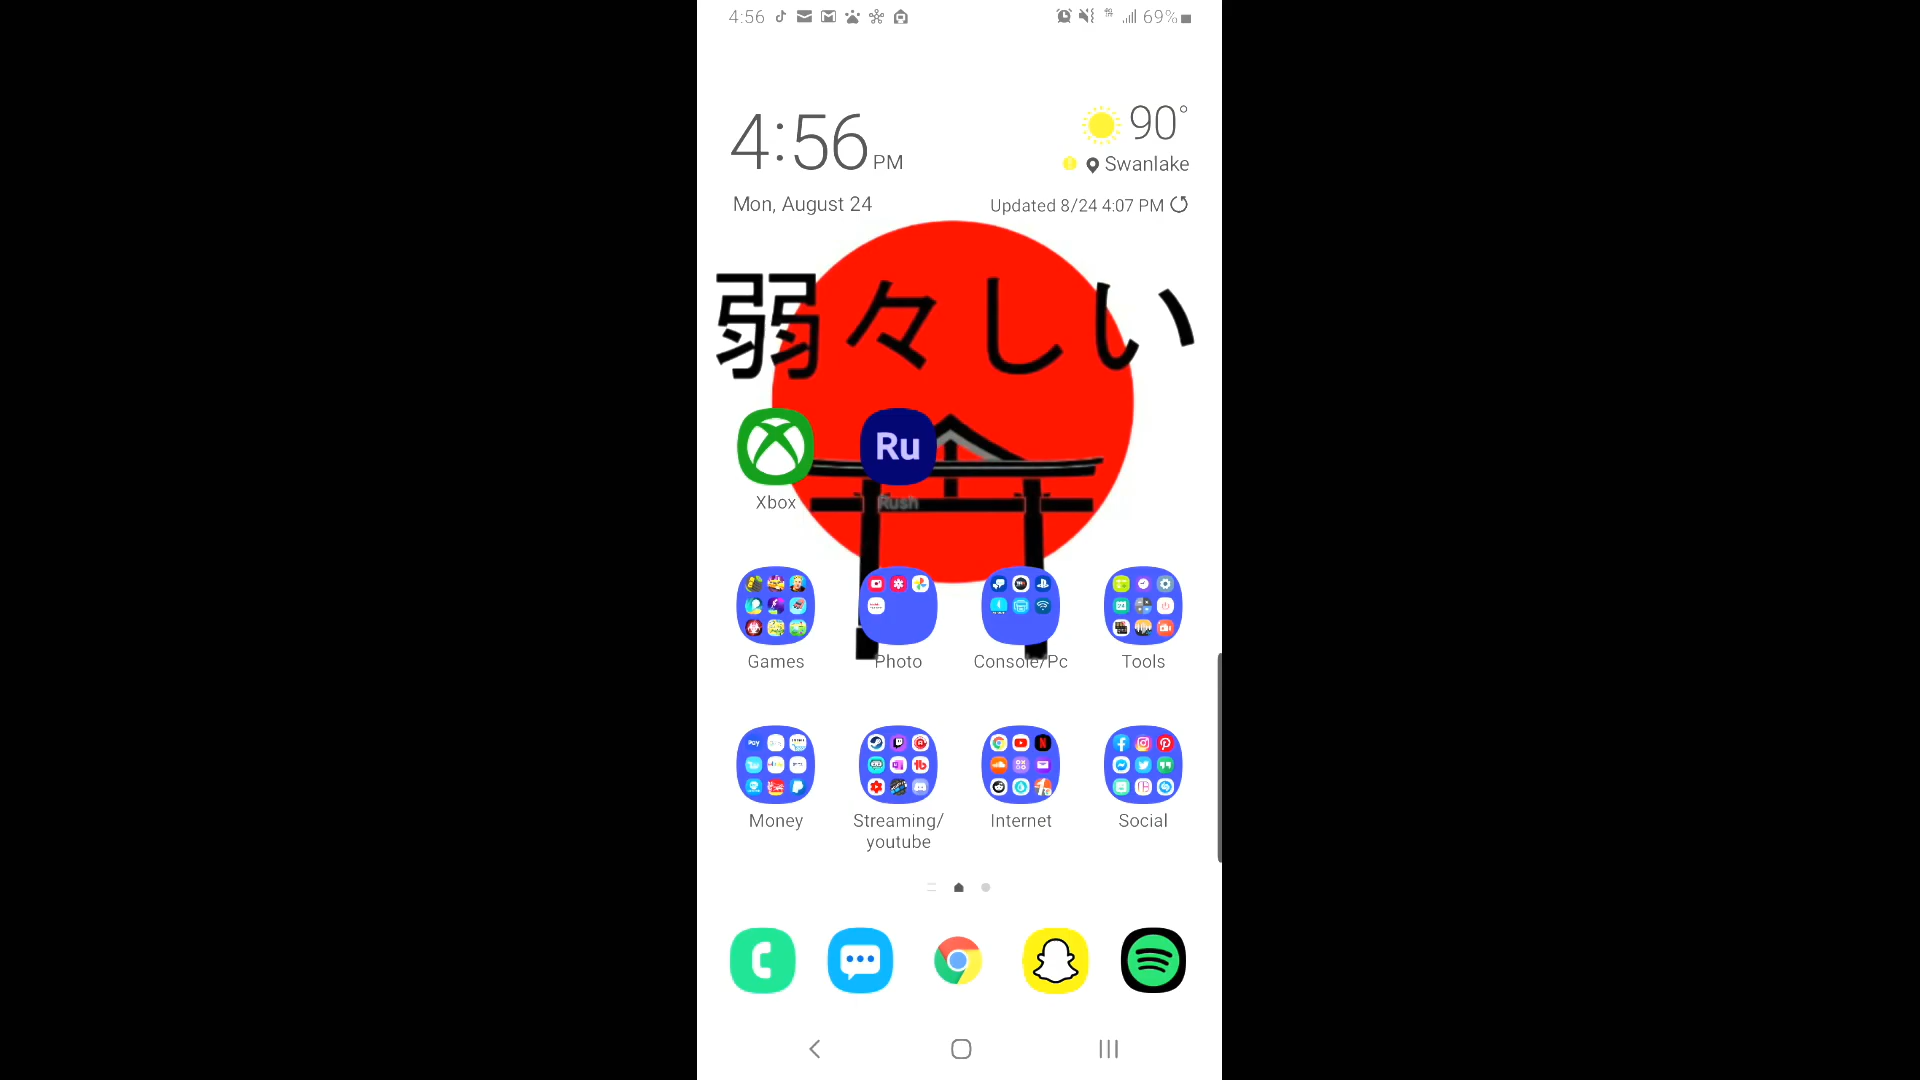 4:56
69%
4:56 PM
90°
Swanlake
Mon, August 24
Updated 8/24 4:07 PM
弱々しい
Ru
Xbox
Rush
Games
Photo
Console/Pc
Tools
Money
Streaming/
youtube
Internet
Social